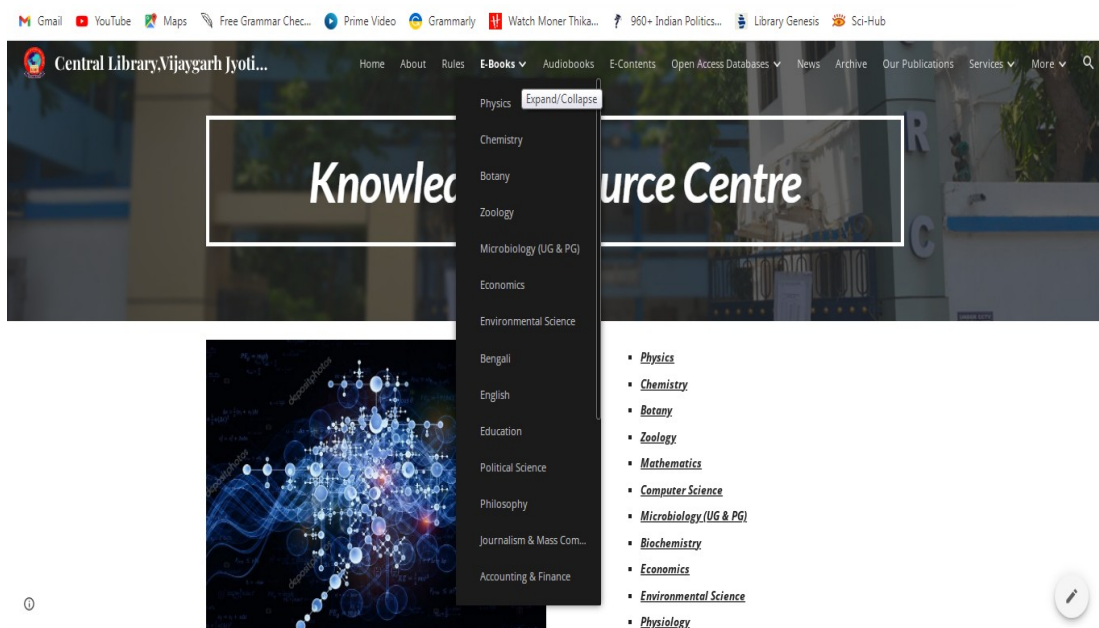 Gmail YouTube Maps Free Grammar Chec... Prime Video Grammarly Watch Moner Thika... 960+ Indian Politics... Library Genesis Sci-Hub
Central Library,Vijaygarh Jyoti... Home About Rules E-Books Audiobooks E-Contents Open Access Databases News Archive Our Publications Services More
Expand/Collapse
Physics
Chemistry
Botany
Zoology
Microbiology (UG & PG)
Economics
Environmental Science
Bengali
English
Education
Political Science
Philosophy
Journalism & Mass Com...
Accounting & Finance
Knowled urce Centre
R
C
depositphotos
depositphotos
depositphotos
depositphotos
Physics
Chemistry
Botany
Zoology
Mathematics
Computer Science
Microbiology (UG & PG)
Biochemistry
Economics
Environmental Science
Physiology